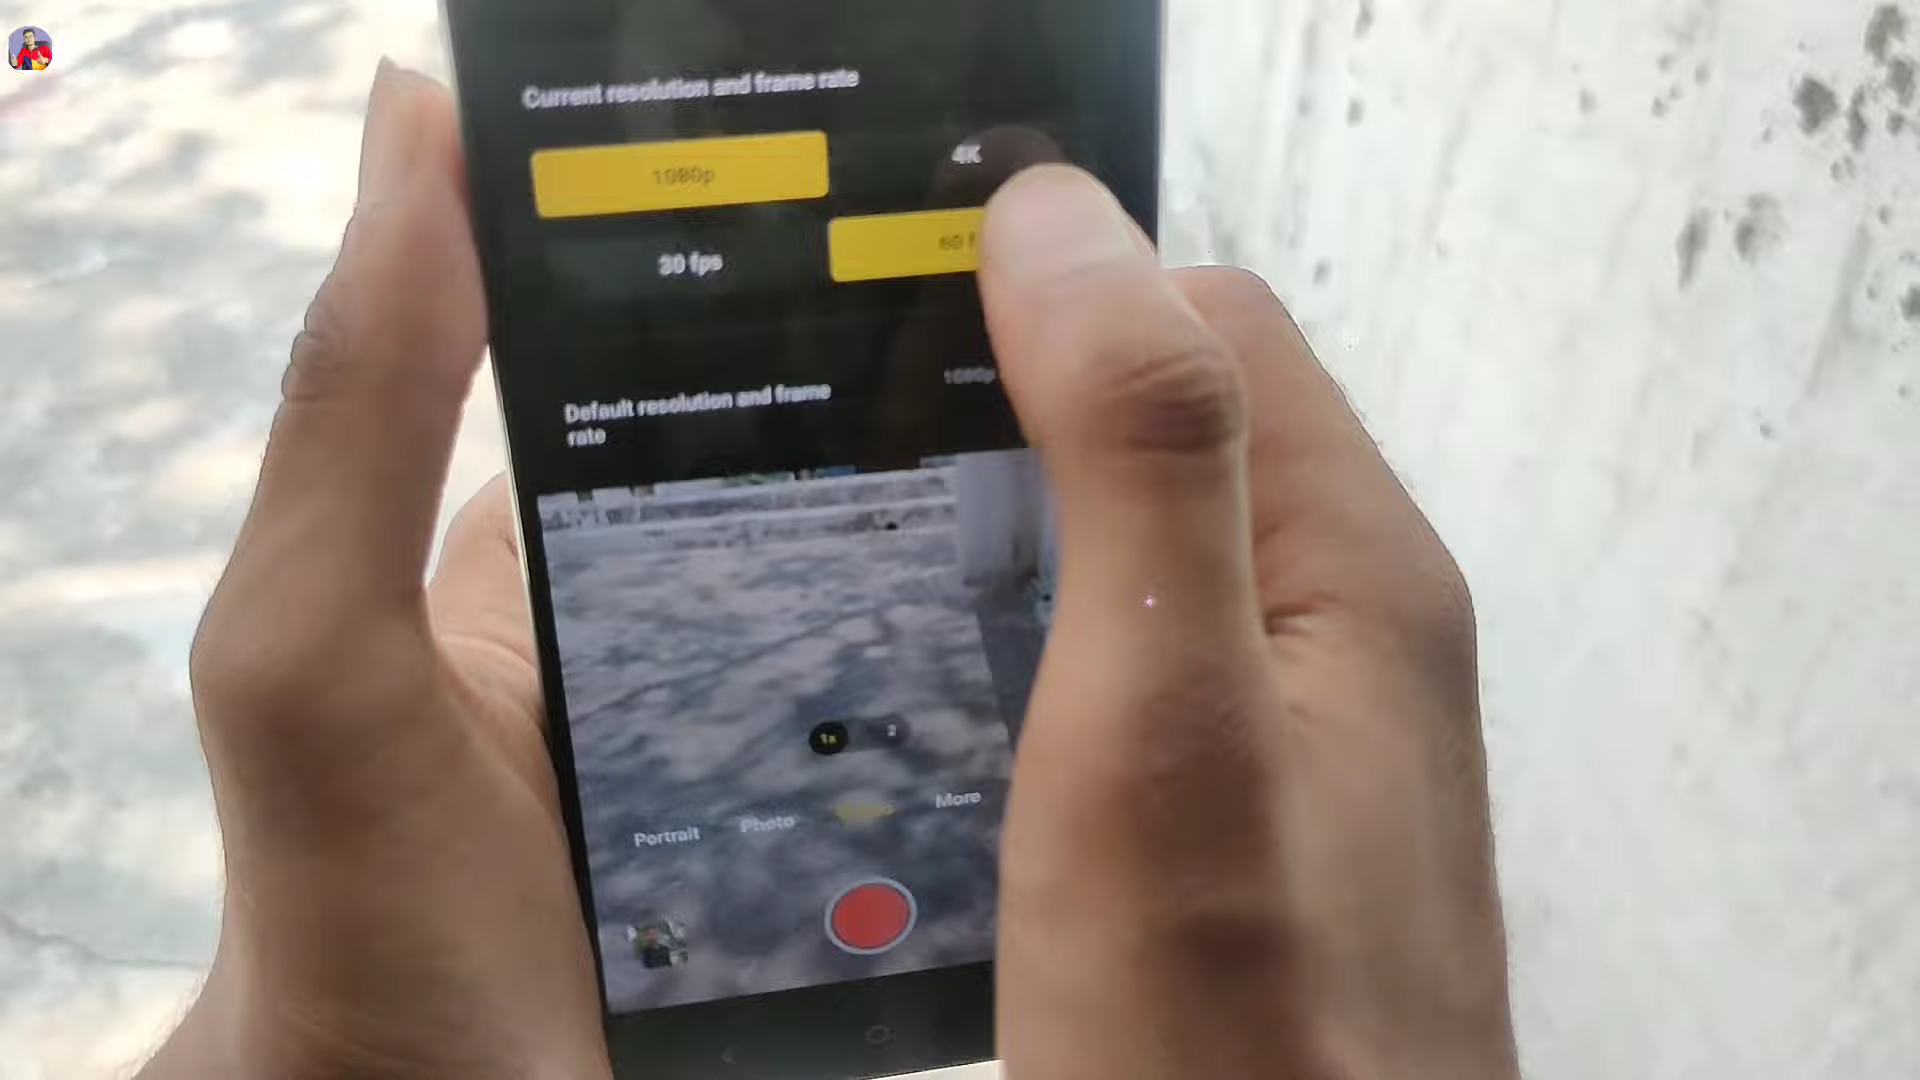 Current resolution and frame rate
1080p
4K
30 fps
60 f
Default resolution and frame
rate
1080p
1x
2
Portrait
Photo
More